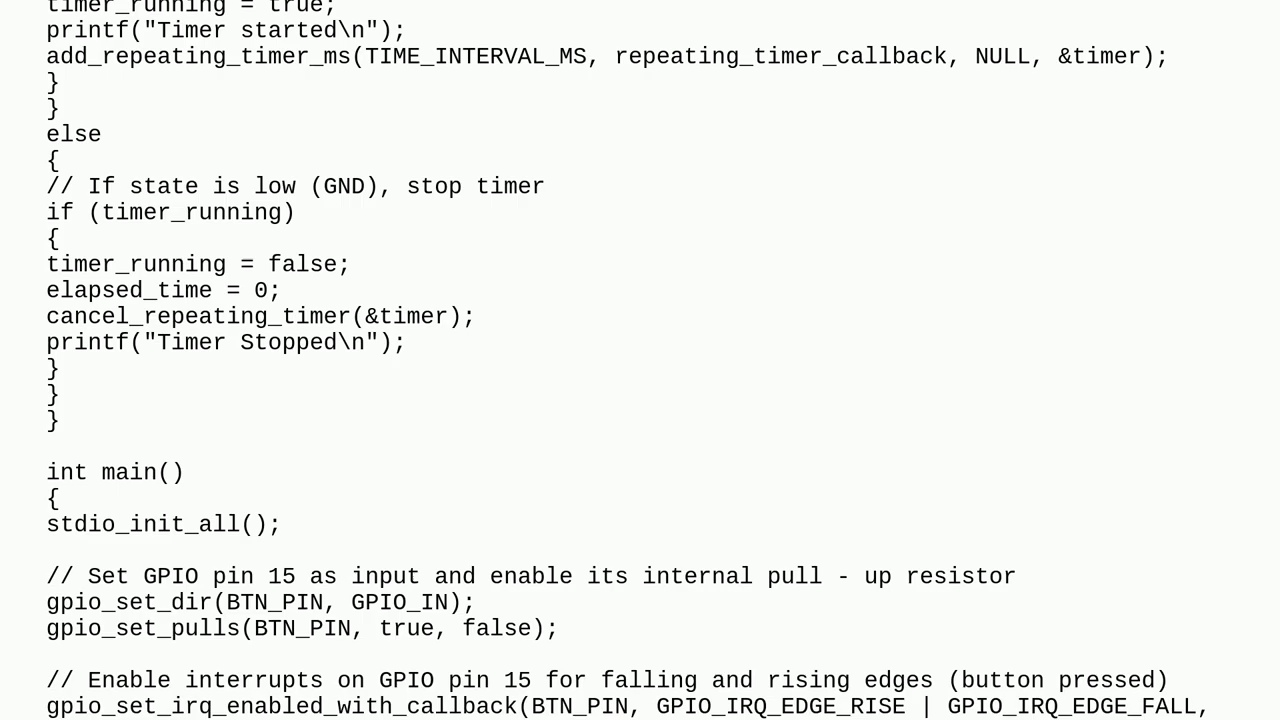 timer_running = true;
printf("Timer started\n");
add_repeating_timer_ms(TIME_INTERVAL_MS, repeating_timer_callback, NULL, &timer);
}
}
else
{
// If state is low (GND), stop timer
if (timer_running)
{
timer_running = false;
elapsed_time = 0;
cancel_repeating_timer(&timer);
printf("Timer Stopped\n");
}
}
}
int main()
{
stdio_init_all();
// Set GPIO pin 15 as input and enable its internal pull - up resistor
gpio_set_dir(BTN_PIN, GPIO_IN);
gpio_set_pulls(BTN_PIN, true, false);
// Enable interrupts on GPIO pin 15 for falling and rising edges (button pressed)
gpio_set_irq_enabled_with_callback(BTN_PIN, GPIO_IRQ_EDGE_RISE | GPIO_IRQ_EDGE_FALL,